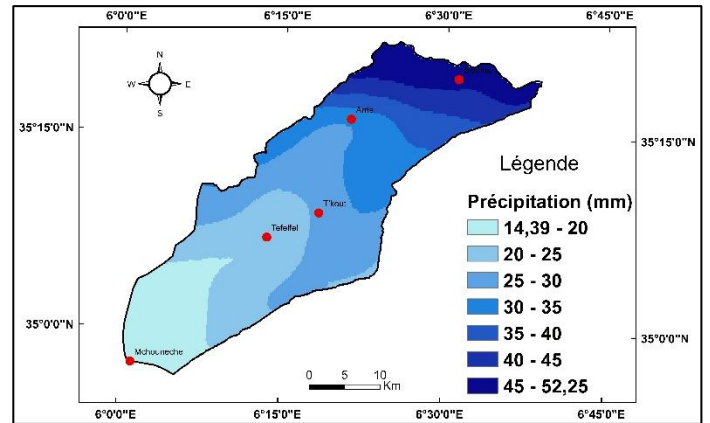 6°0'0"E 6°15'0"E 6°30'0"E 6°45'0"E
N
W E
S
Arris
35°15'0"N 35°15'0"N
Légende
Précipitation (mm)
14,39 - 20
T'kout
20 - 25
Tefelfel
25 - 30
30 - 35
35 - 40
35°0'0"N 35°0'0"N
40 - 45
Mchouneche
0 5 10
Km
45 - 52,25
6°0'0"E 6°15'0"E 6°30'0"E 6°45'0"E